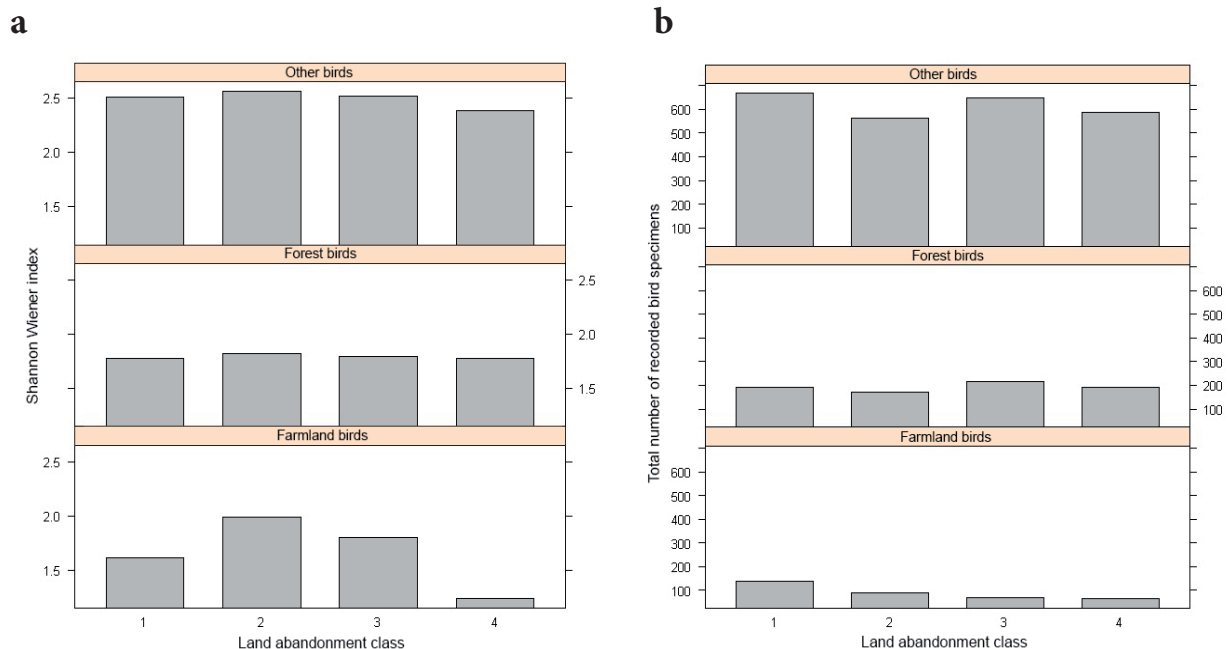 a
Other birds
2.5
2.0
1.5
Forest birds
2.5
2.0
1.5
Farmland birds
2.5
2.0
1.5
1 2 3 4
Land abandonment class
Shannon Wiener index
b
Other birds
600
500
400
300
200
100
Forest birds
600
500
400
300
200
100
Farmland birds
600
500
400
300
200
100
1 2 3 4
Land abandonment class
Total number of recorded bird specimens